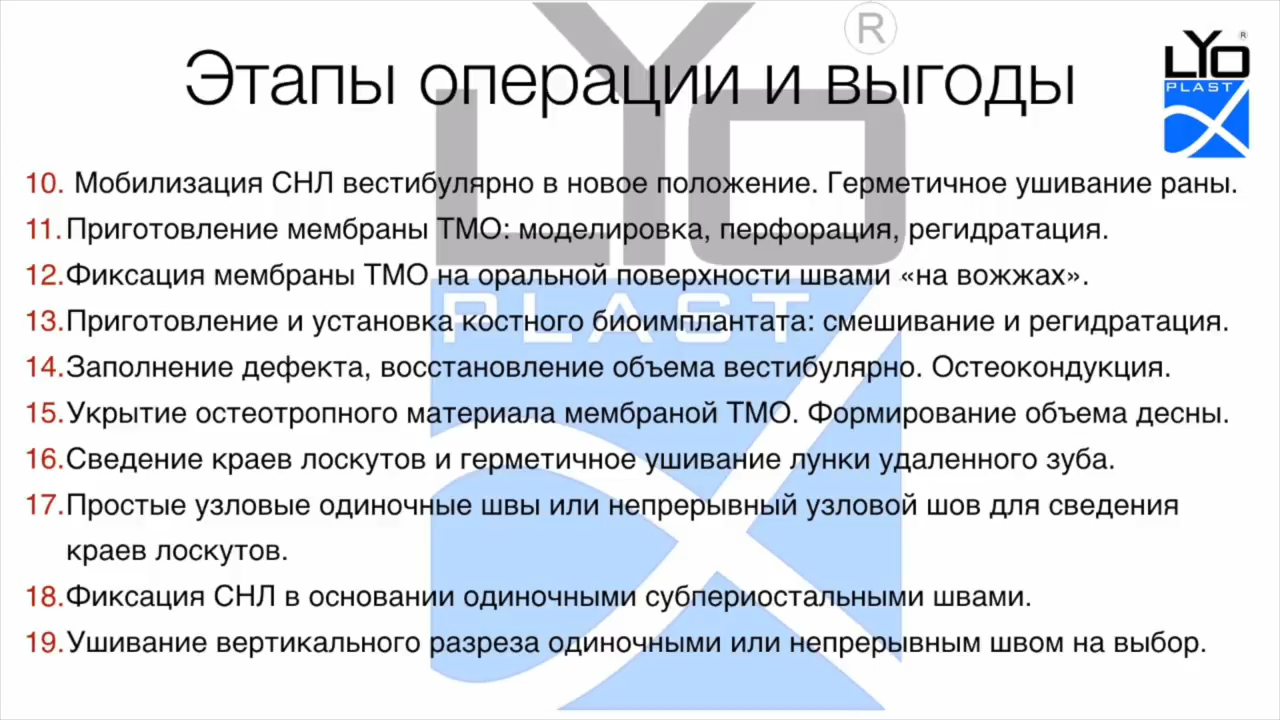 Этапы операции и выгоды
LYO
PLAST
®
10. Мобилизация СНЛ вестибулярно в новое положение. Герметичное ушивание раны.
11. Приготовление мембраны ТМО: моделировка, перфорация, регидратация.
12. Фиксация мембраны ТМО на оральной поверхности швами «на вожжах».
13. Приготовление и установка костного биоимплантата: смешивание и регидратация.
14. Заполнение дефекта, восстановление объема вестибулярно. Остеокондукция.
15. Укрытие остеотропного материала мембраной ТМО. Формирование объема десны.
16. Сведение краев лоскутов и герметичное ушивание лунки удаленного зуба.
17. Простые узловые одиночные швы или непрерывный узловой шов для сведения
краев лоскутов.
18. Фиксация СНЛ в основании одиночными субпериостальными швами.
19. Ушивание вертикального разреза одиночными или непрерывным швом на выбор.
LYO
PLAST
®